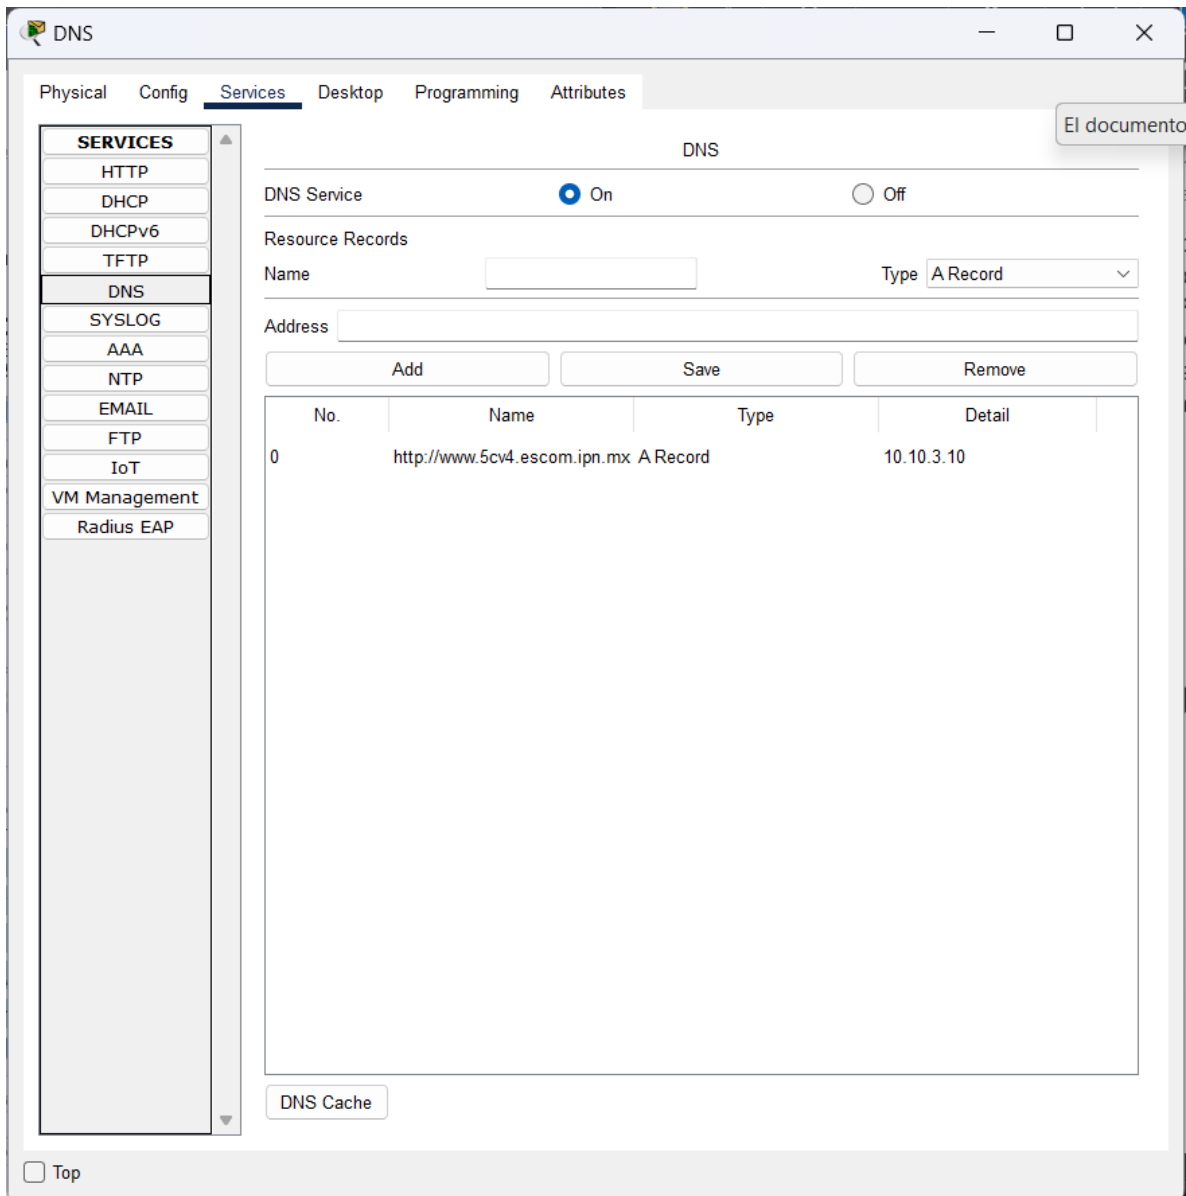 DNS
Physical Config Services Desktop Programming Attributes
El documento
SERVICES
HTTP
DHCP
DHCPv6
TFTP
DNS
SYSLOG
AAA
NTP
EMAIL
FTP
IoT
VM Management
Radius EAP
DNS
DNS Service On Off
Resource Records
Name Type A Record
Address
Add Save Remove
No. Name Type Detail
0 http://www.5cv4.escom.ipn.mx A Record 10.10.3.10
DNS Cache
Top